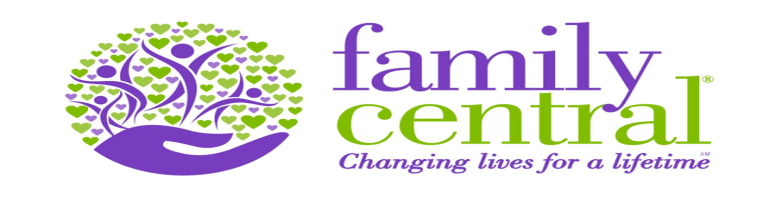 family
central®
Changing lives for a lifetime℠